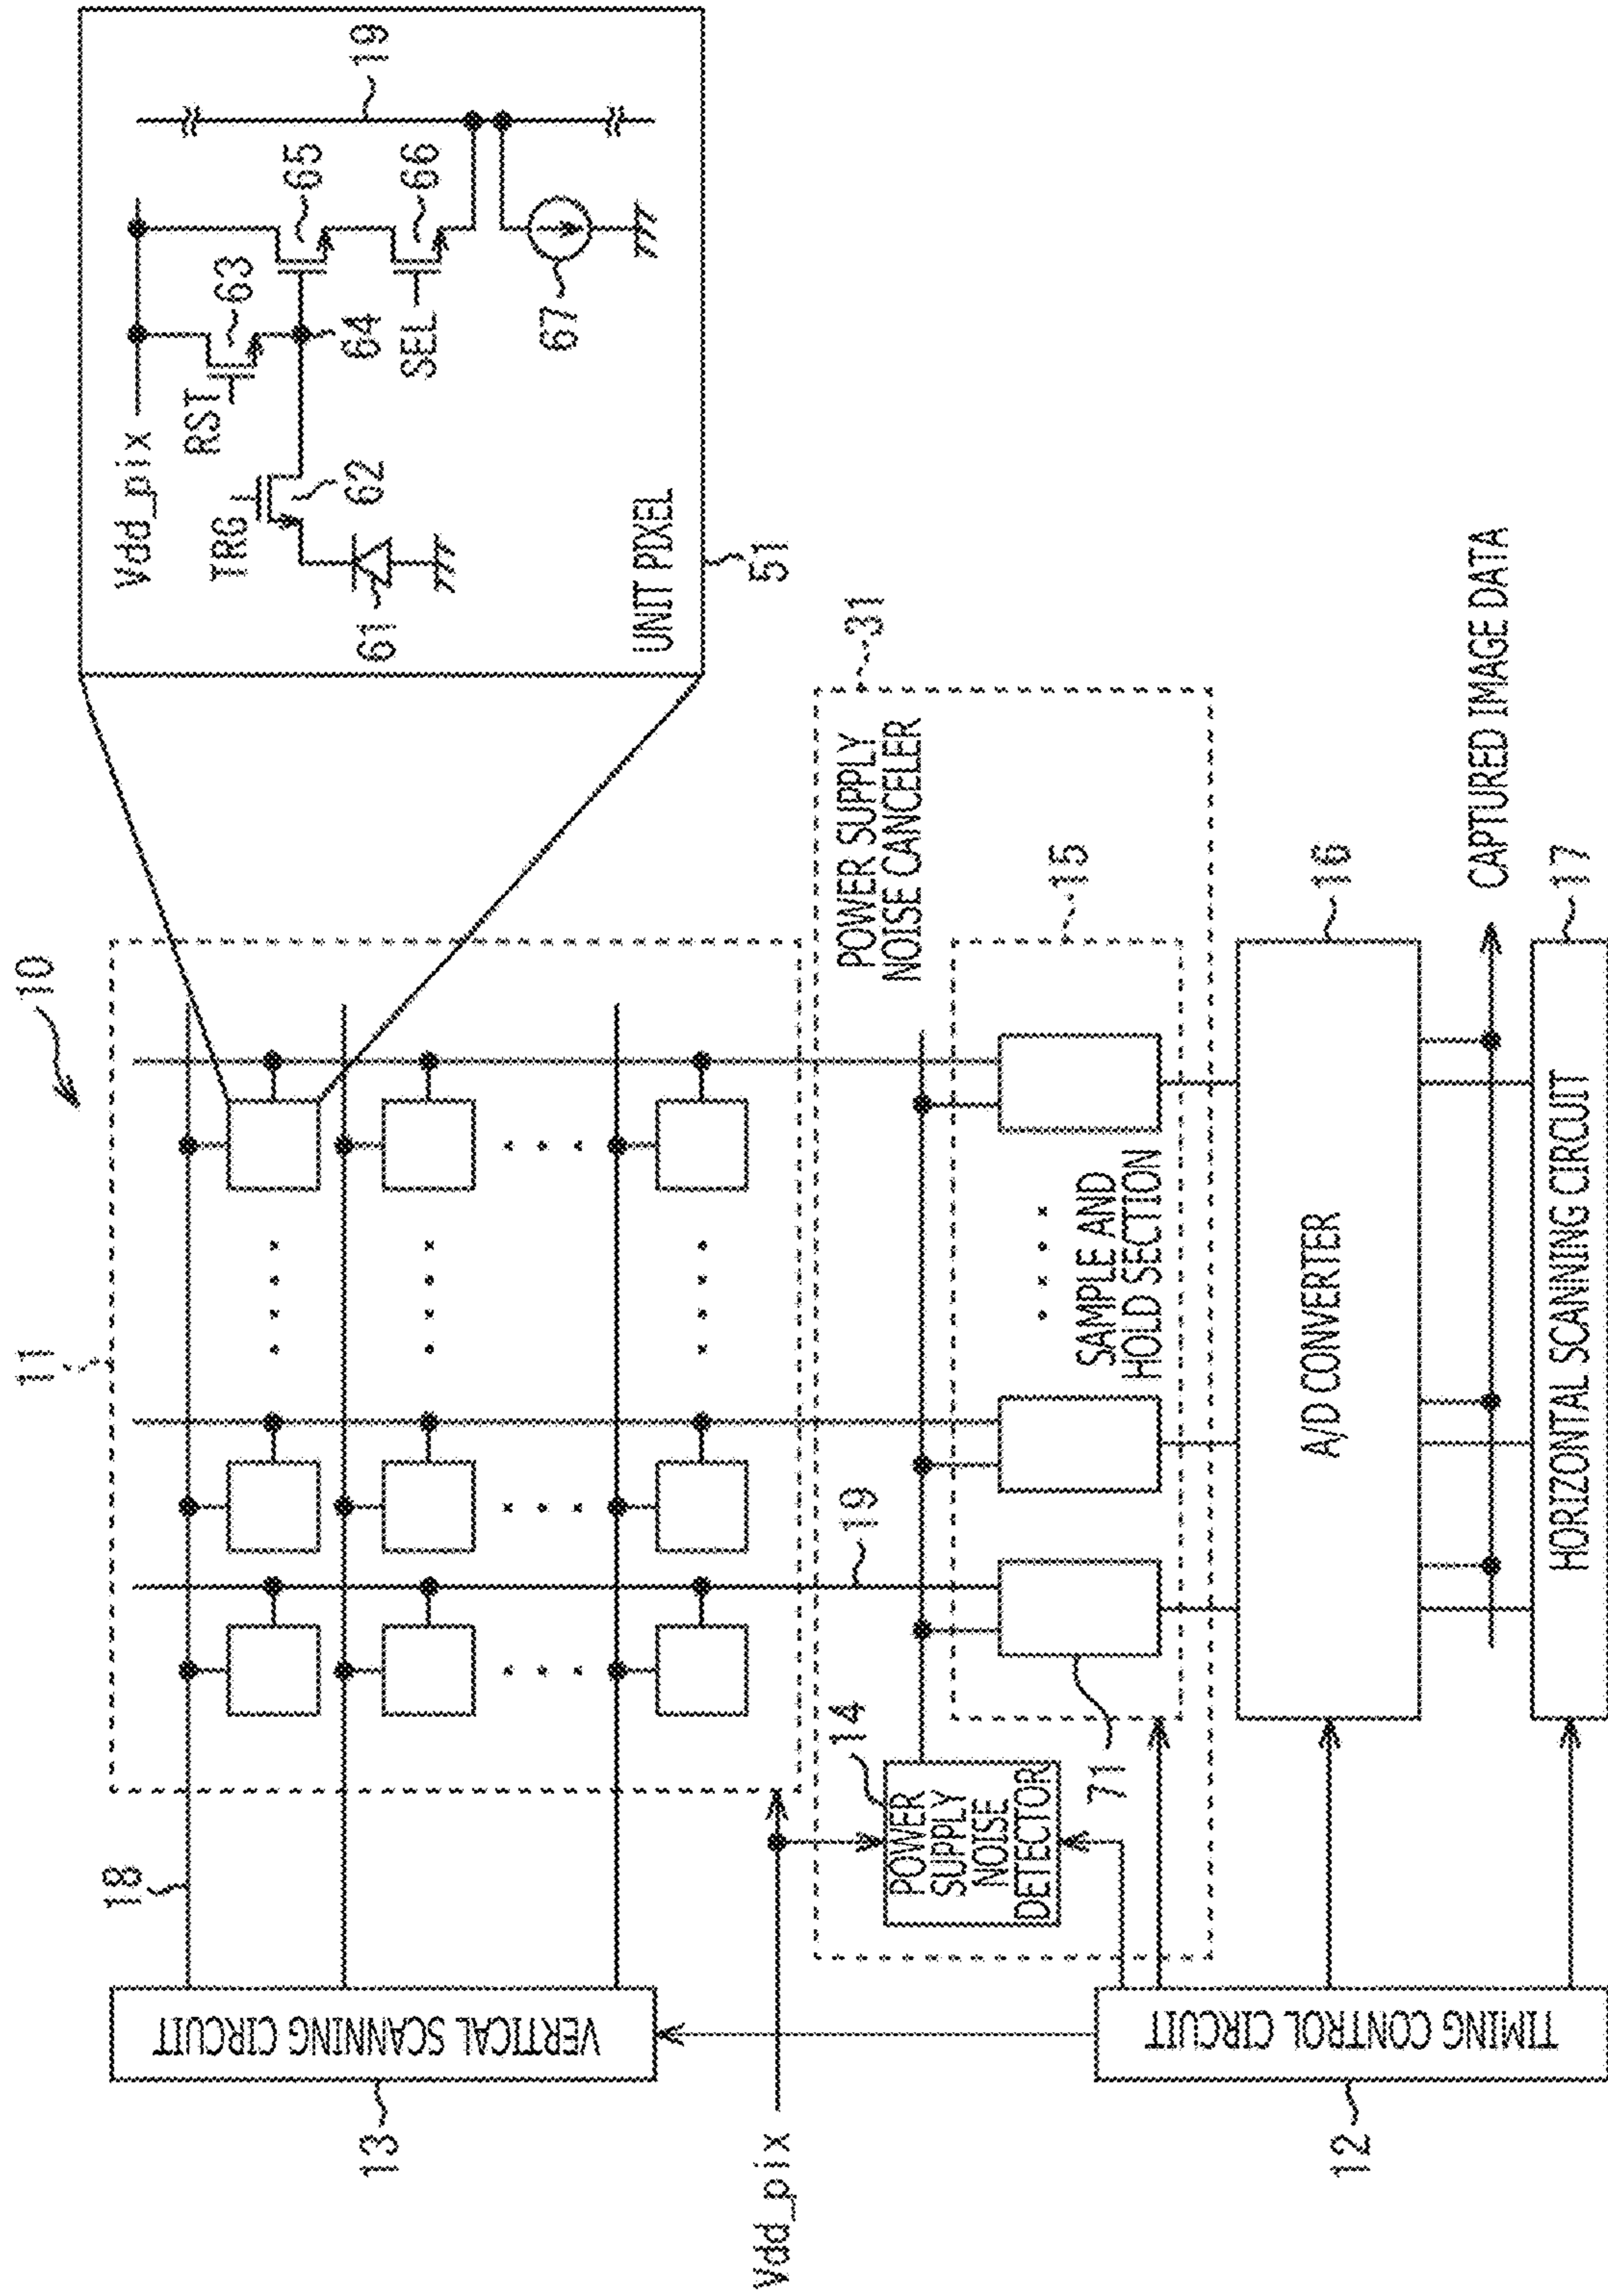 10
11
18
VERTICAL SCANNING CIRCUIT
13
Vdd_pix
Vdd_pix
RST
63
65
19
TRG
62
64
66
SEL
61
67
UNIT PIXEL
51
19
31
POWER SUPPLY
NOISE CANCELER
14
POWER
SUPPLY
NOISE
DETECTOR
71
15
SAMPLE AND
HOLD SECTION
16
A/D CONVERTER
CAPTURED IMAGE DATA
17
HORIZONTAL SCANNING CIRCUIT
TIMING CONTROL CIRCUIT
12